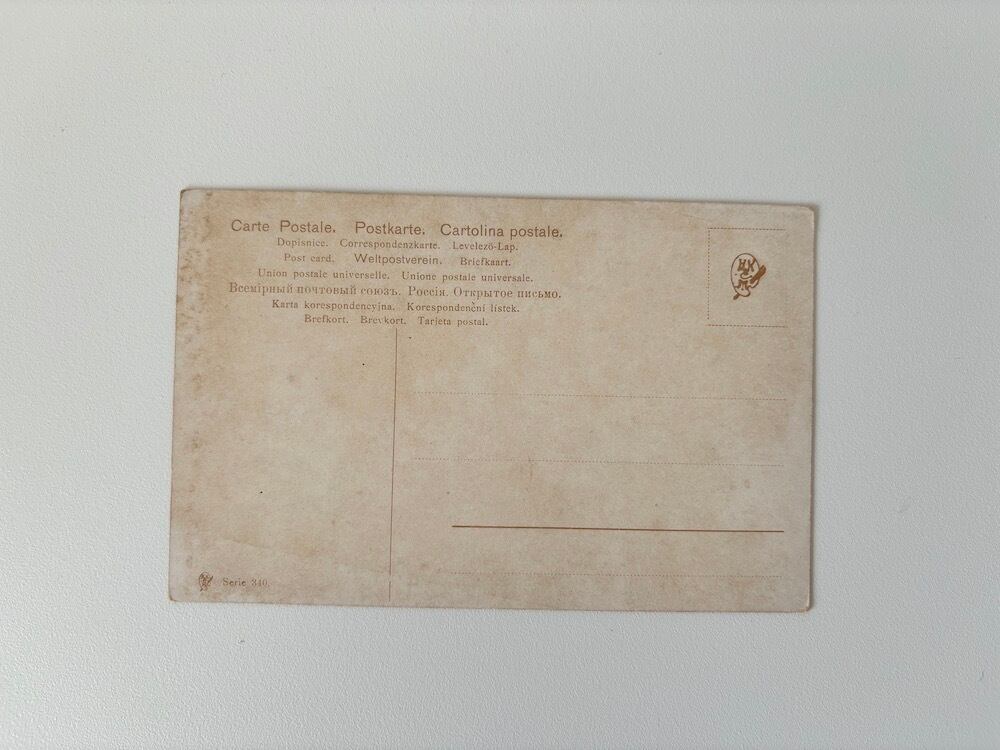 Carte Postale. Postkarte. Cartolina postale.
Dopisnice. Correspondenzkarte. Levelező-Lap.
Post card. Weltpostverein. Briefkaart.
Union postale universelle. Unione postale universale.
Всемірный почтовый союзъ. Россія. Открытое письмо.
Karta korespondencyjna. Korespondenční lístek.
Brefkort. Brevkort. Tarjeta postal.
Serie 340.